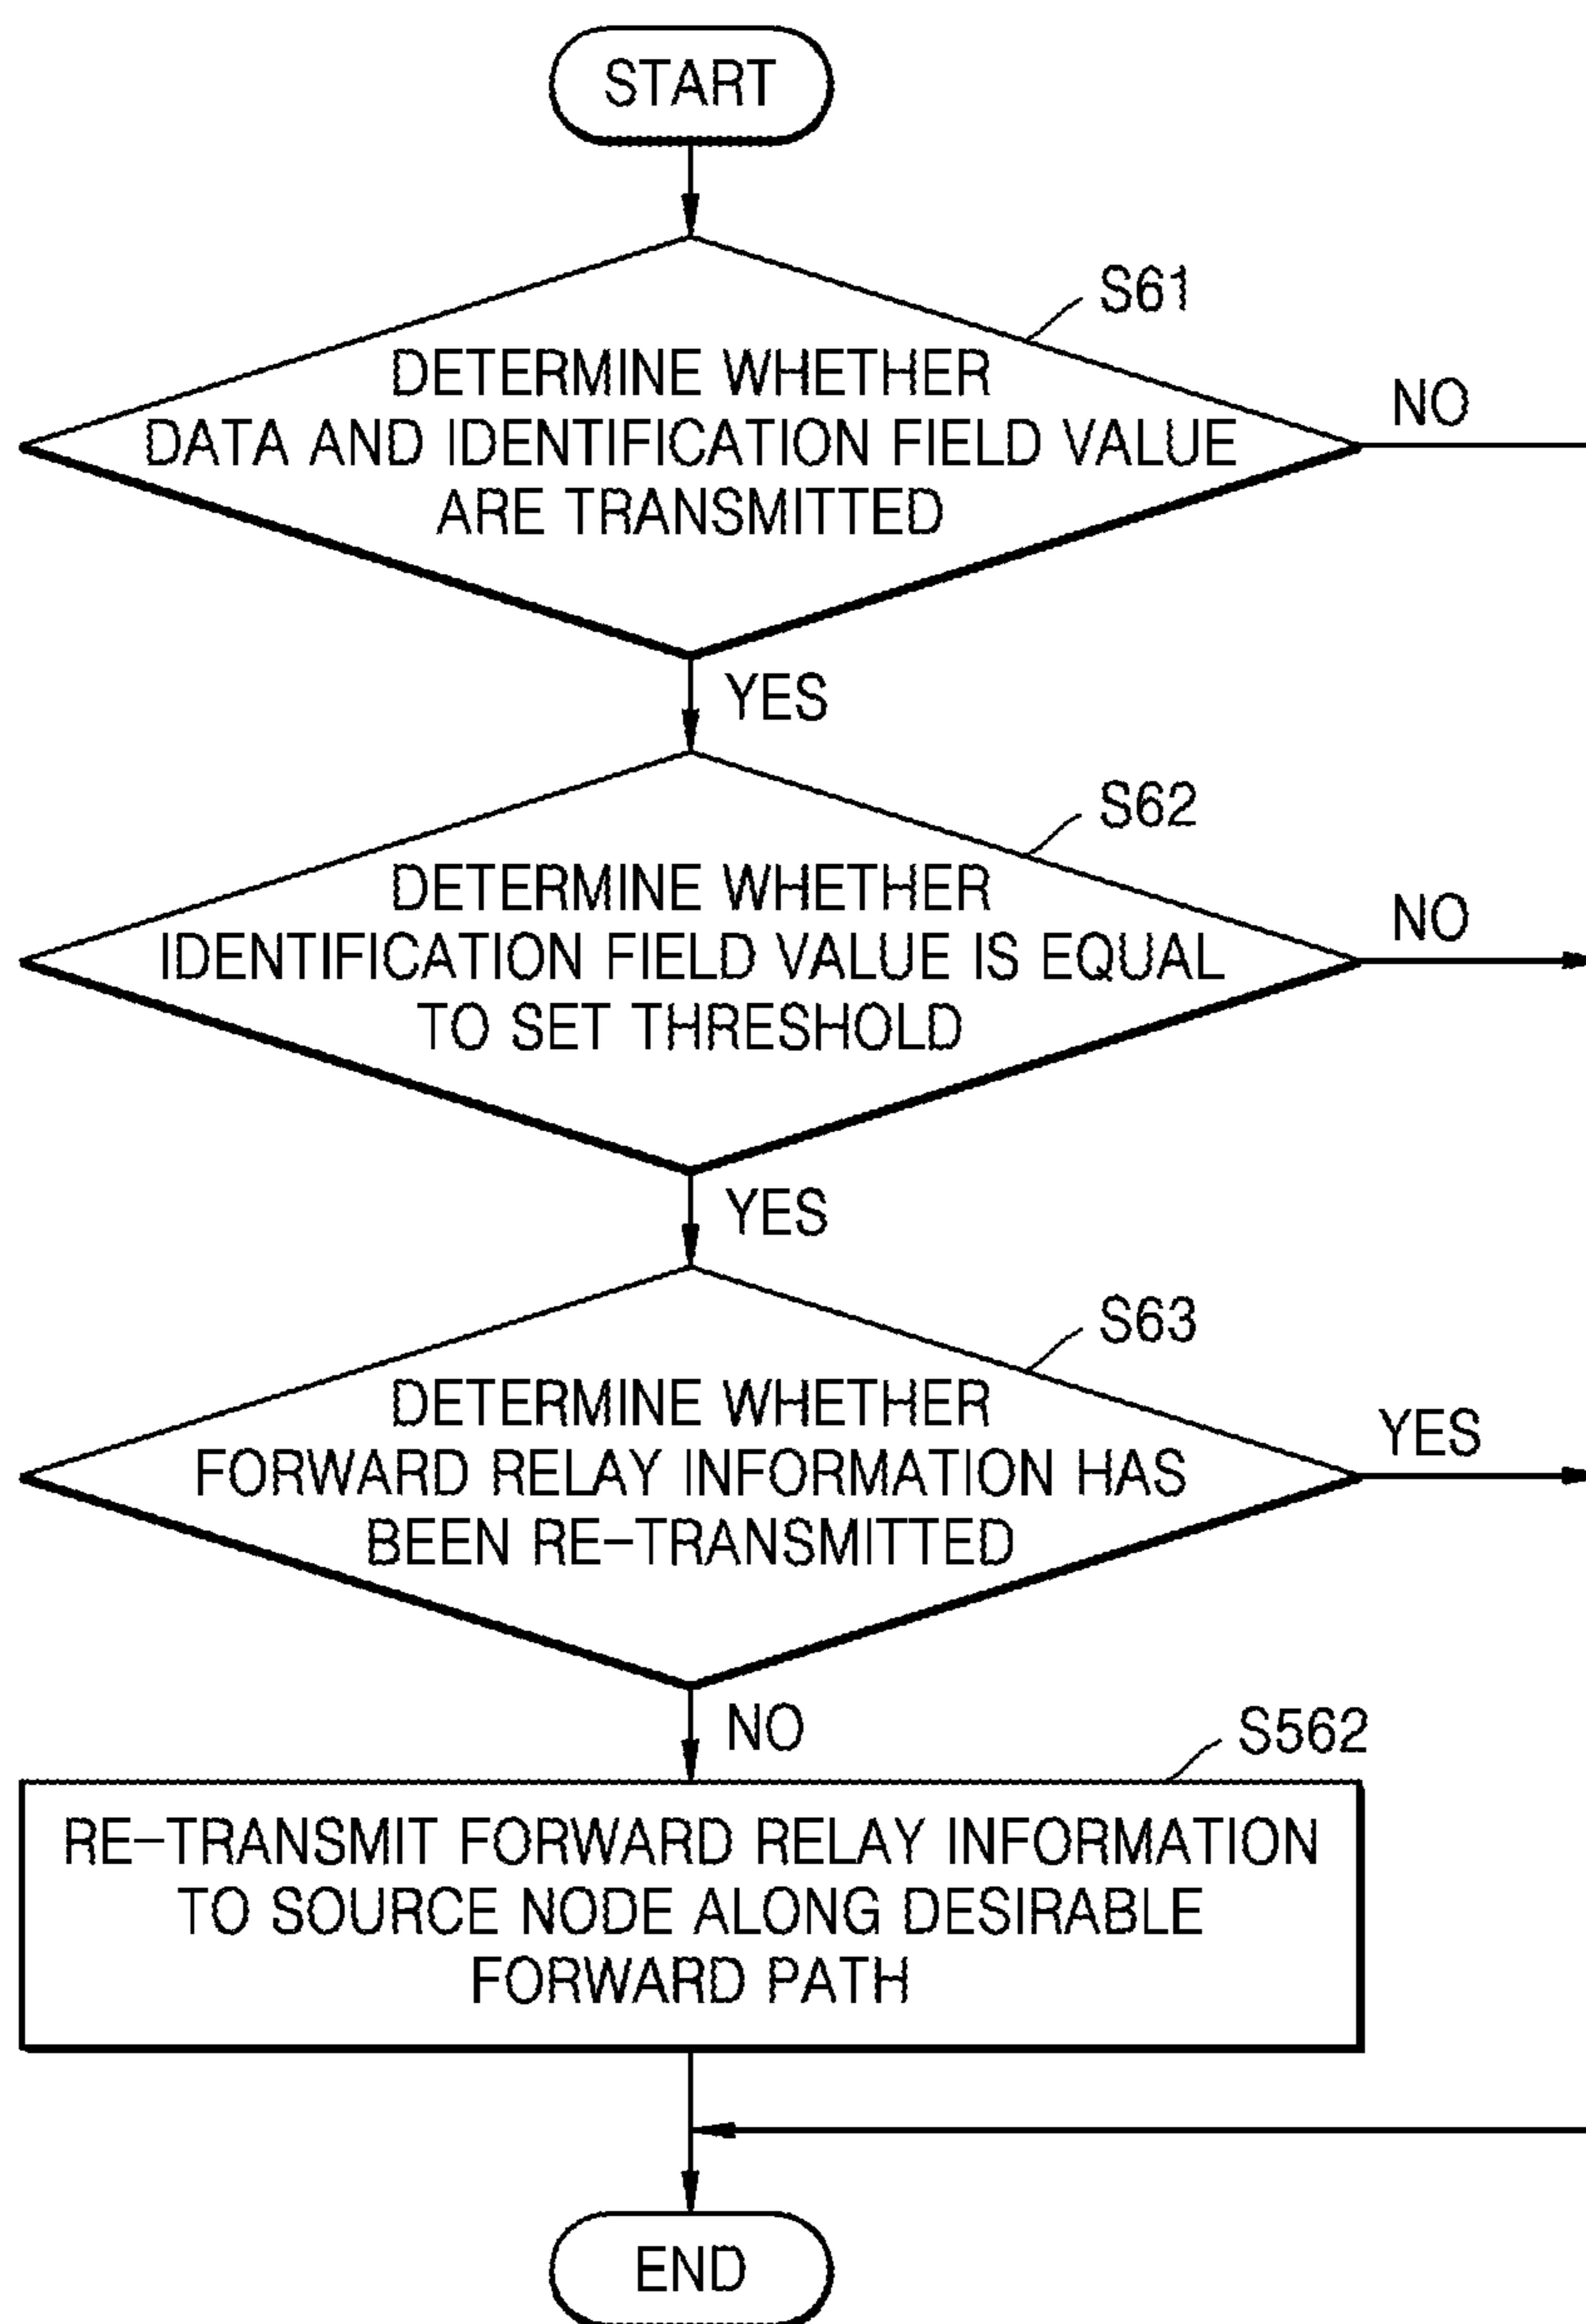 START
S61
DETERMINE WHETHER
DATA AND IDENTIFICATION FIELD VALUE
ARE TRANSMITTED
NO
YES
S62
DETERMINE WHETHER
IDENTIFICATION FIELD VALUE IS EQUAL
TO SET THRESHOLD
NO
YES
S63
DETERMINE WHETHER
FORWARD RELAY INFORMATION HAS
BEEN RE-TRANSMITTED
YES
NO
S562
RE-TRANSMIT FORWARD RELAY INFORMATION
TO SOURCE NODE ALONG DESIRABLE
FORWARD PATH
END